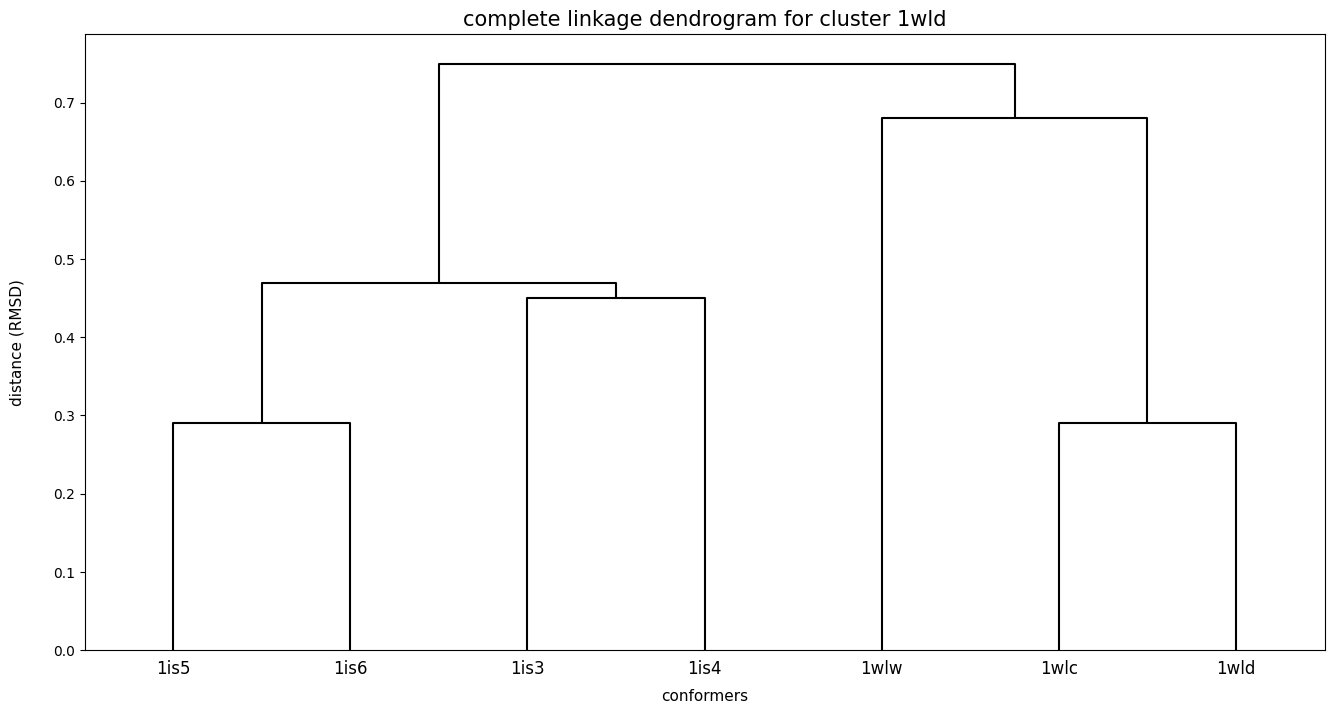 complete linkage dendrogram for cluster 1wld
0.7
0.6
0.5
0.4
0.3
0.2
0.1
0.0
distance (RMSD)
1is5 1is6 1is3 1is4 1wlw 1wlc 1wld
conformers